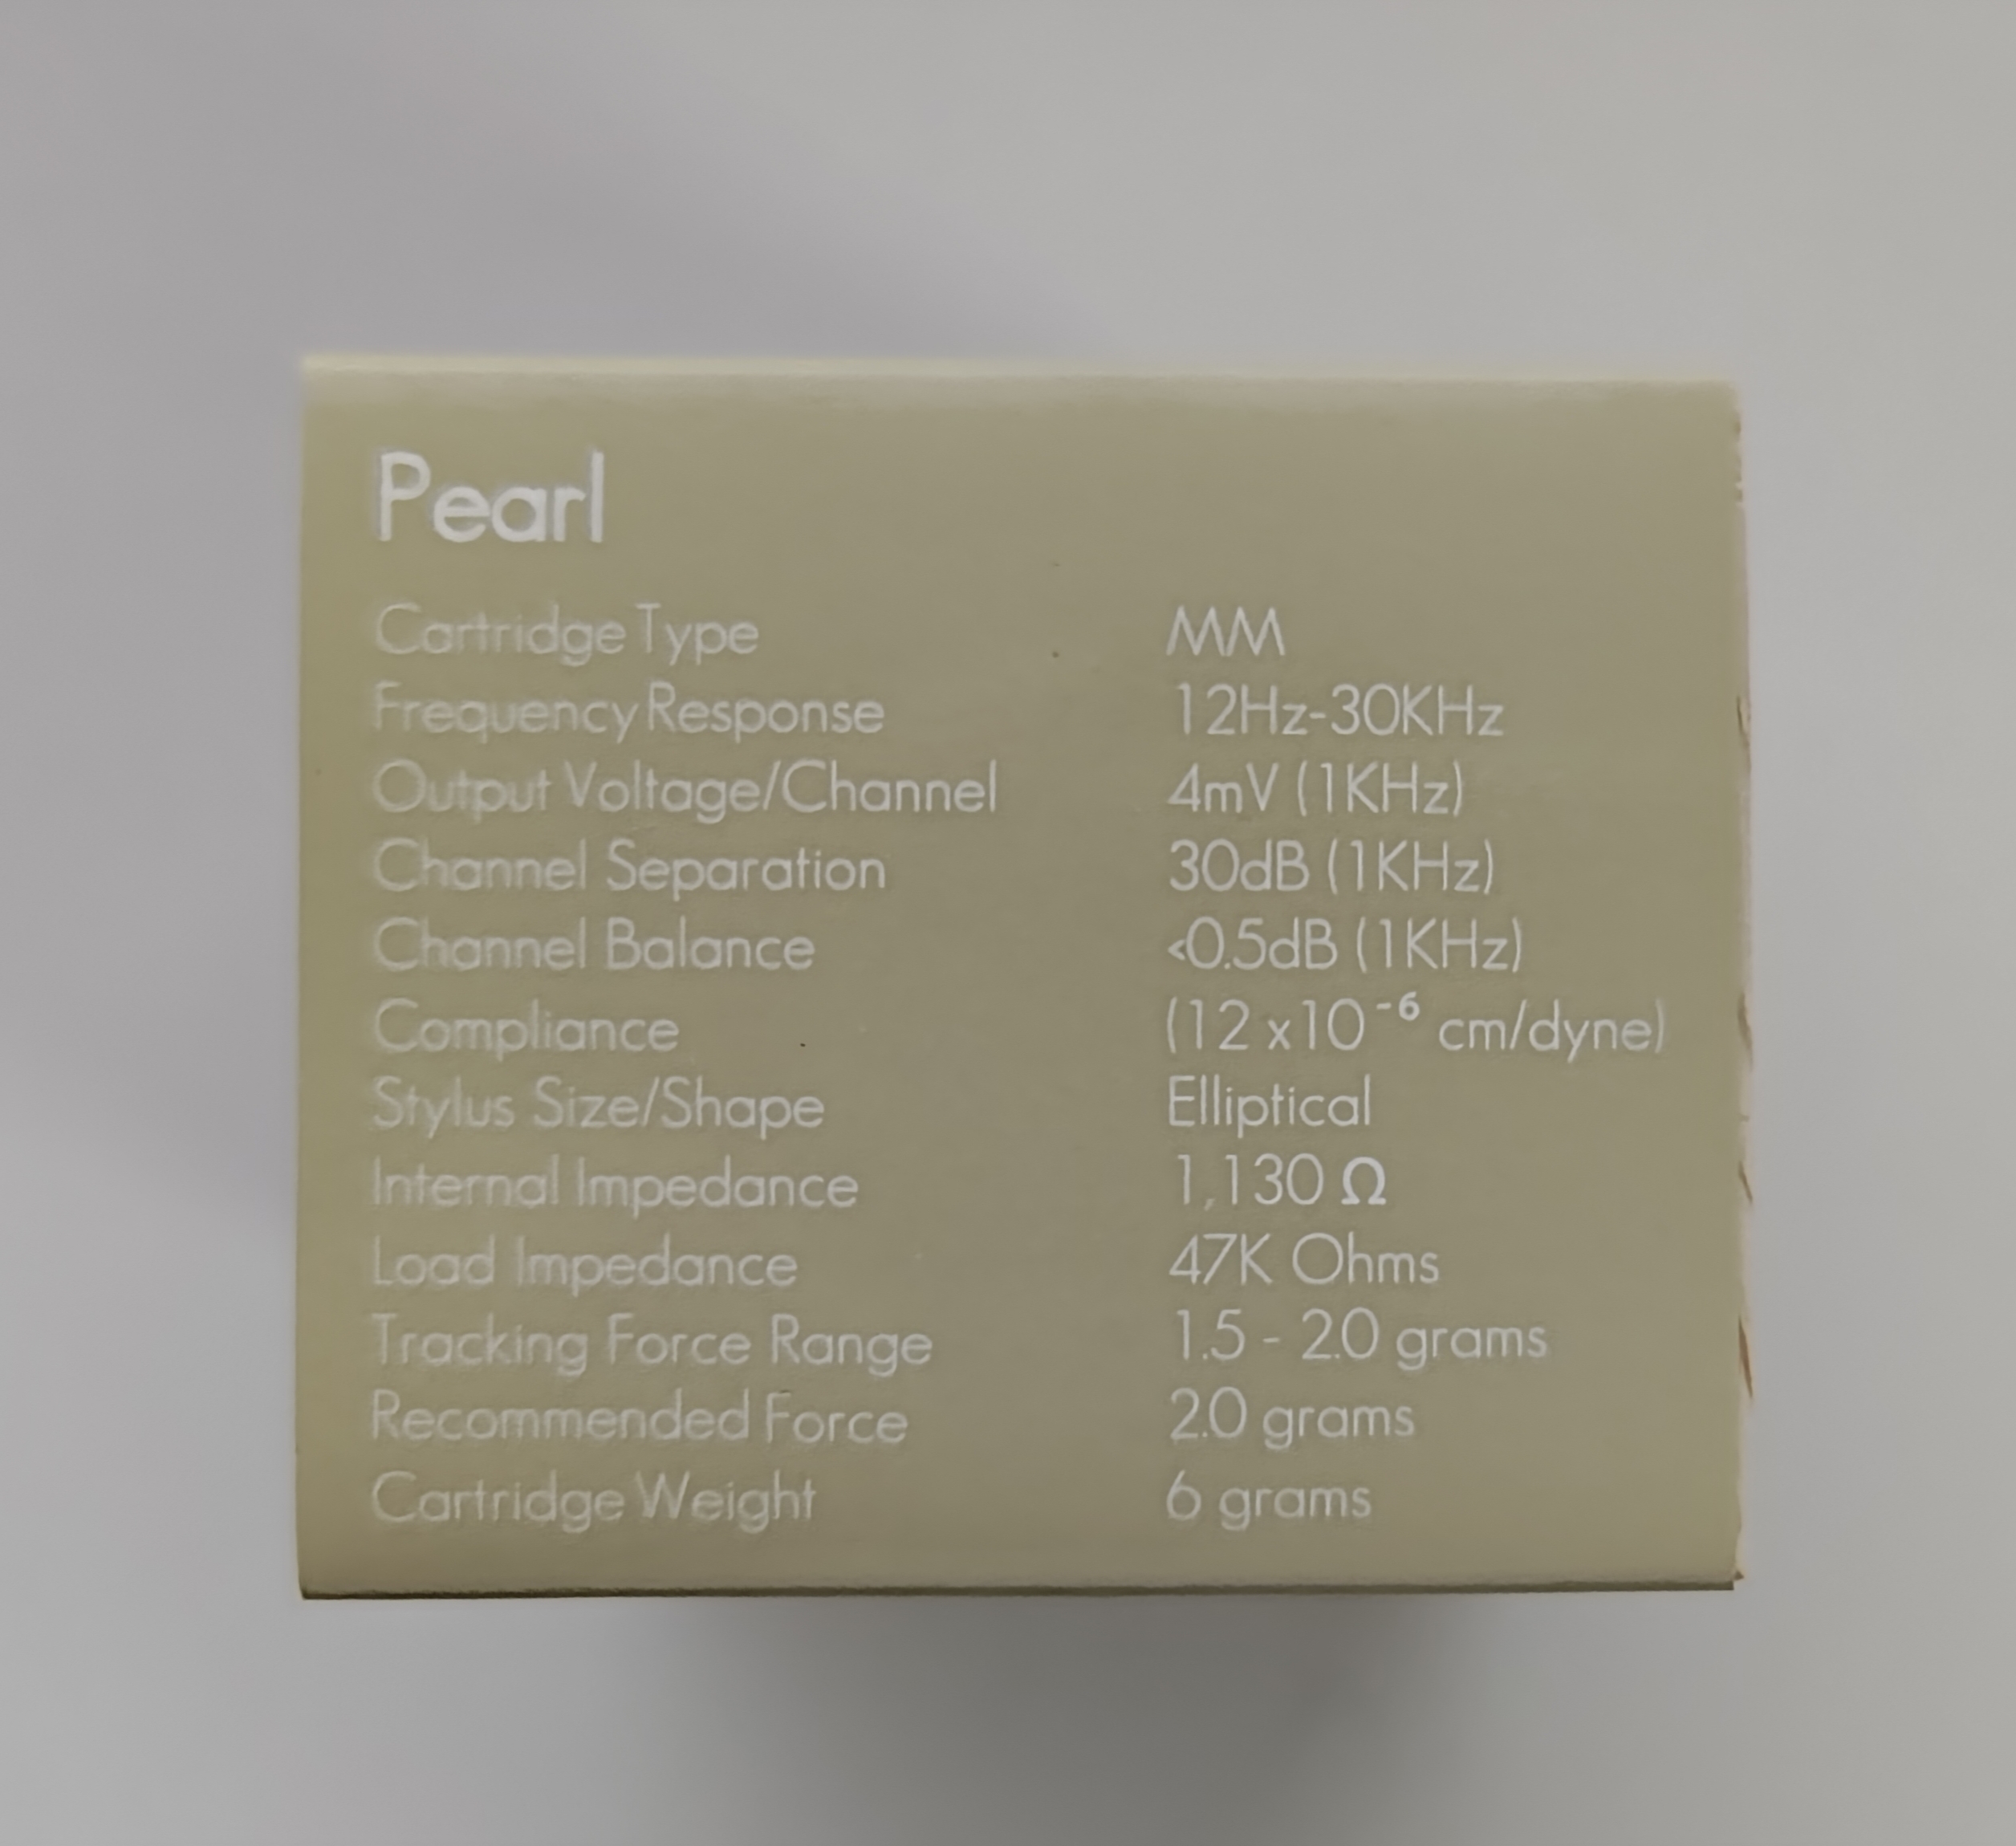 Pearl
Cartridge Type MM
Frequency Response 12Hz-30KHz
Output Voltage/Channel 4mV (1KHz)
Channel Separation 30dB (1KHz)
Channel Balance <0.5dB (1KHz)
Compliance (12 x10⁻⁶ cm/dyne)
Stylus Size/Shape Elliptical
Internal Impedance 1,130 Ω
Load Impedance 47K Ohms
Tracking Force Range 1.5 - 2.0 grams
Recommended Force 2.0 grams
Cartridge Weight 6 grams